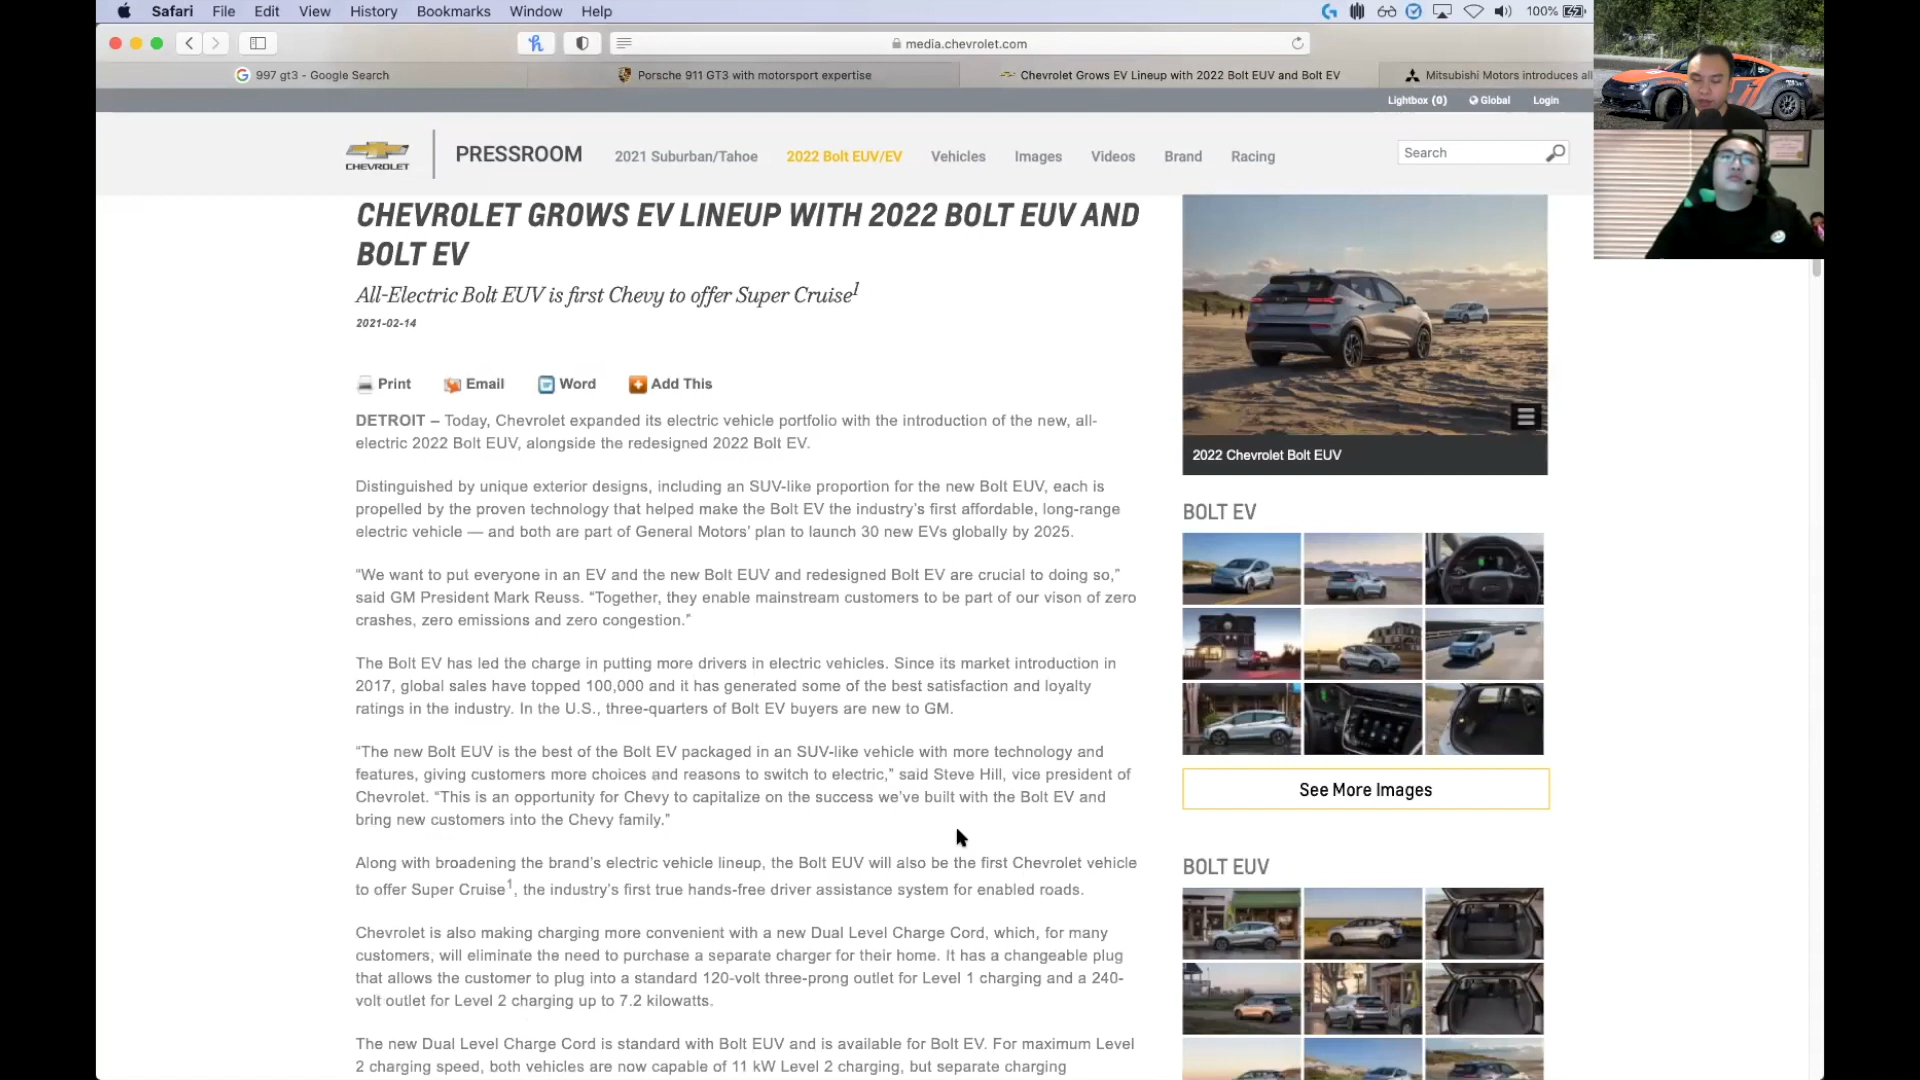 Safari File Edit View History Bookmarks Window Help 100%
media.chevrolet.com
997 gt3 - Google Search Porsche 911 GT3 with motorsport expertise Chevrolet Grows EV Lineup with 2022 Bolt EUV and Bolt EV Mitsubishi Motors introduces all
Lightbox (0) Global Login
CHEVROLET PRESSROOM 2021 Suburban/Tahoe 2022 Bolt EUV/EV Vehicles Images Videos Brand Racing Search
CHEVROLET GROWS EV LINEUP WITH 2022 BOLT EUV AND
BOLT EV
All-Electric Bolt EUV is first Chevy to offer Super Cruise1
2021-02-14
Print Email Word Add This
DETROIT – Today, Chevrolet expanded its electric vehicle portfolio with the introduction of the new, all-
electric 2022 Bolt EUV, alongside the redesigned 2022 Bolt EV.
Distinguished by unique exterior designs, including an SUV-like proportion for the new Bolt EUV, each is
propelled by the proven technology that helped make the Bolt EV the industry's first affordable, long-range
electric vehicle — and both are part of General Motors' plan to launch 30 new EVs globally by 2025.
“We want to put everyone in an EV and the new Bolt EUV and redesigned Bolt EV are crucial to doing so,”
said GM President Mark Reuss. “Together, they enable mainstream customers to be part of our vison of zero
crashes, zero emissions and zero congestion.”
The Bolt EV has led the charge in putting more drivers in electric vehicles. Since its market introduction in
2017, global sales have topped 100,000 and it has generated some of the best satisfaction and loyalty
ratings in the industry. In the U.S., three-quarters of Bolt EV buyers are new to GM.
“The new Bolt EUV is the best of the Bolt EV packaged in an SUV-like vehicle with more technology and
features, giving customers more choices and reasons to switch to electric,” said Steve Hill, vice president of
Chevrolet. “This is an opportunity for Chevy to capitalize on the success we've built with the Bolt EV and
bring new customers into the Chevy family.”
Along with broadening the brand's electric vehicle lineup, the Bolt EUV will also be the first Chevrolet vehicle
to offer Super Cruise1, the industry's first true hands-free driver assistance system for enabled roads.
Chevrolet is also making charging more convenient with a new Dual Level Charge Cord, which, for many
customers, will eliminate the need to purchase a separate charger for their home. It has a changeable plug
that allows the customer to plug into a standard 120-volt three-prong outlet for Level 1 charging and a 240-
volt outlet for Level 2 charging up to 7.2 kilowatts.
The new Dual Level Charge Cord is standard with Bolt EUV and is available for Bolt EV. For maximum Level
2 charging speed, both vehicles are now capable of 11 kW Level 2 charging, but separate charging
2022 Chevrolet Bolt EUV
BOLT EV
See More Images
BOLT EUV